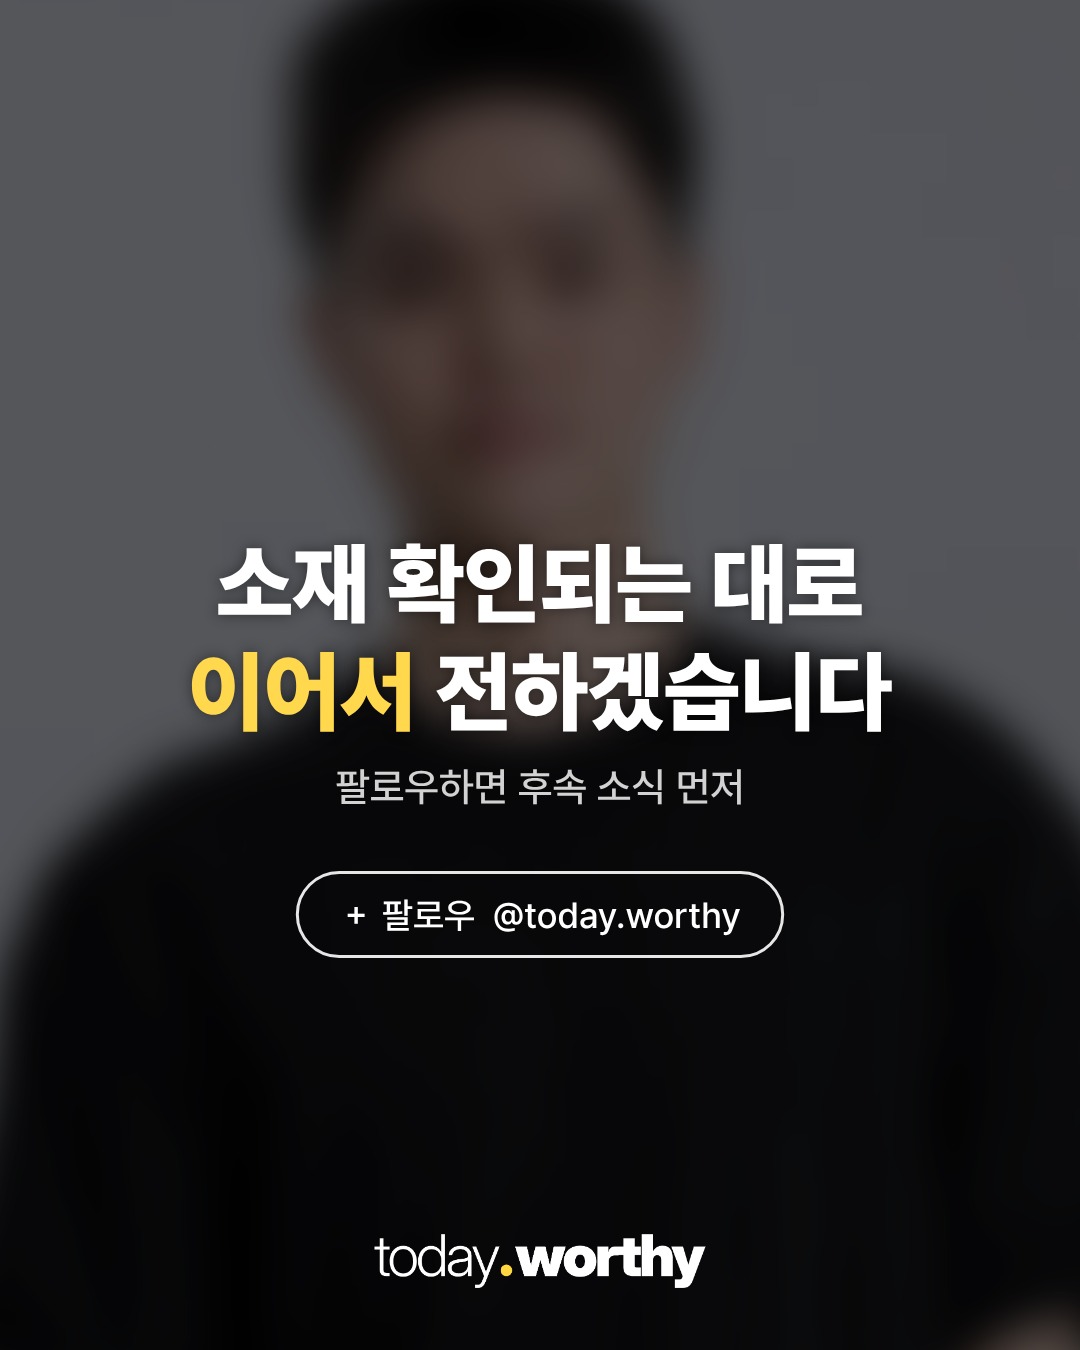 소재 확인되는 대로
이어서 전하겠습니다
팔로우하면 후속 소식 먼저
+ 팔로우 @today.worthy
today.worthy